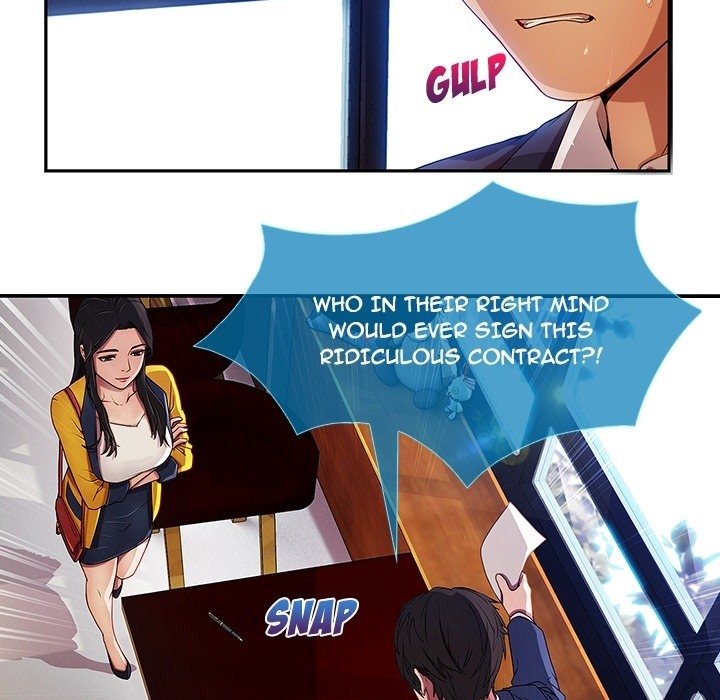 GULP
WHO IN THEIR RIGHT MIND
WOULD EVER SIGN THIS
RIDICULOUS CONTRACT?!
SNAP